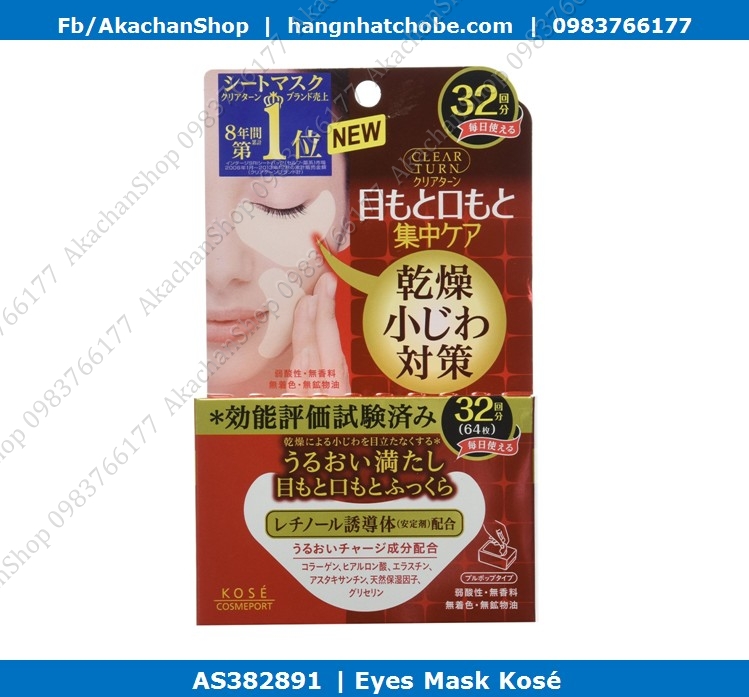 Fb/AkachanShop | hangnhatchobe.com | 0983766177
シートマスク
クリアターン ブランド売上
8年間
第1位
NEW
32回分
毎日使える
CLEAR
TURN
クリアターン
目もと口もと
集中ケア
乾燥
小じわ
対策
弱酸性・無香料
無着色・無鉱物油
*効能評価試験済み
32回分
(64枚)
毎日使える
乾燥による小じわを目立たなくする*
うるおい満たし
目もと口もとふっくら
レチノール誘導体(安定剤)配合
うるおいチャージ成分配合
コラーゲン、ヒアルロン酸、エラスチン、
アスタキサンチン、天然保湿因子、
グリセリン
プルポップタイプ
弱酸性・無香料
無着色・無鉱物油
KOSÉ
COSMEPORT
AkachanShop 0983766177
AS382891 | Eyes Mask Kosé